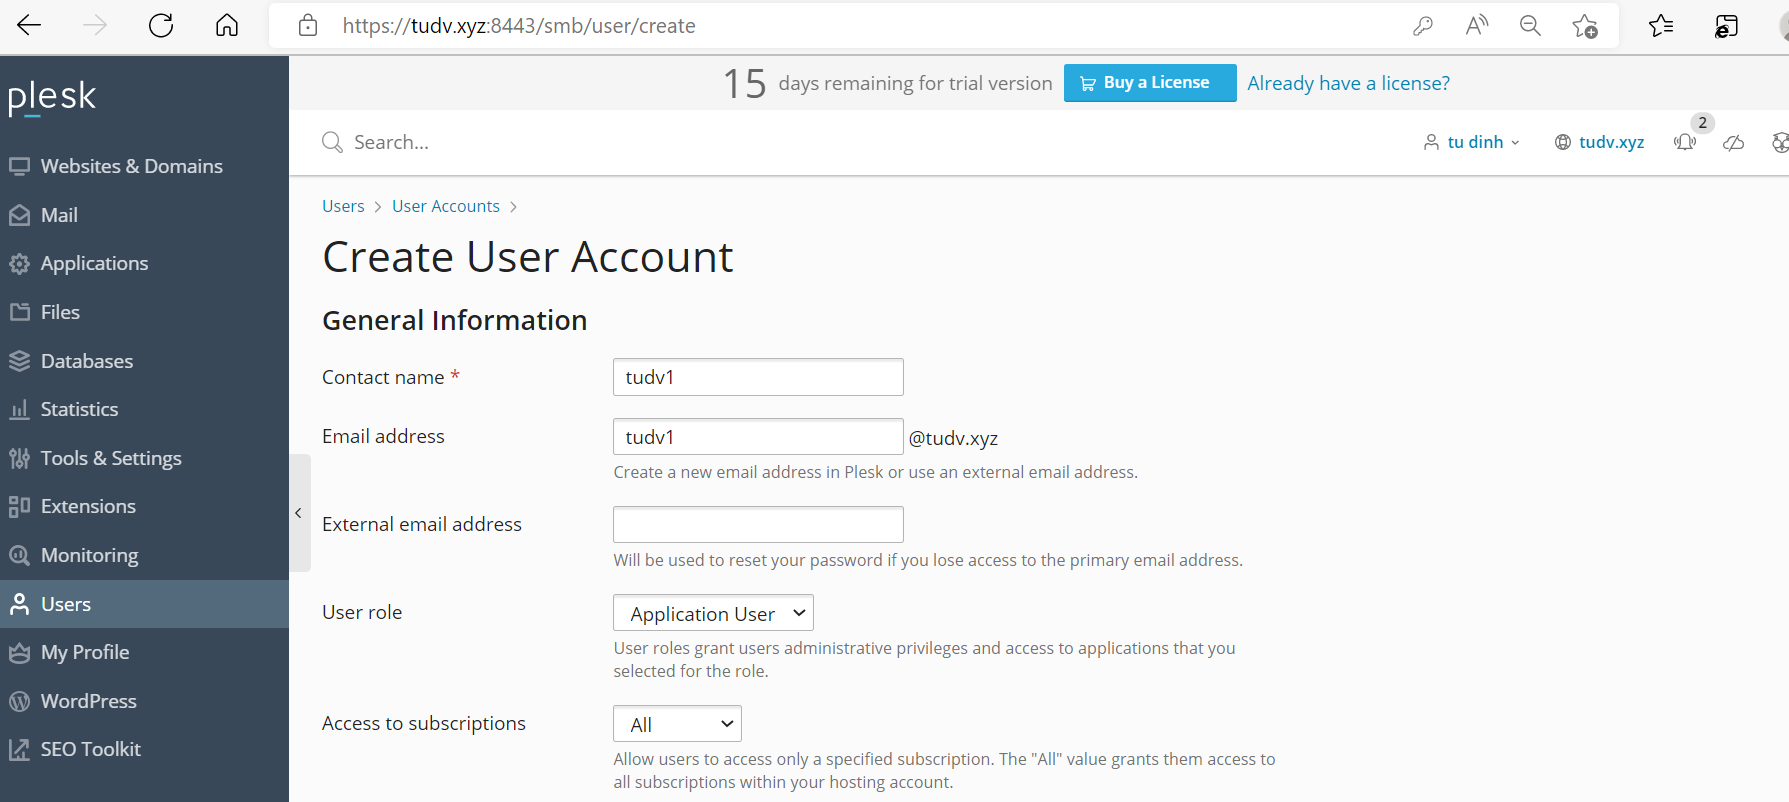 https://tudv.xyz:8443/smb/user/create
plesk
15 days remaining for trial version Buy a License Already have a license?
Search...
tu dinh tudv.xyz 2
Websites & Domains
Mail
Applications
Files
Databases
Statistics
Tools & Settings
Extensions
Monitoring
Users
My Profile
WordPress
SEO Toolkit
Users > User Accounts >
Create User Account
General Information
Contact name * tudv1
Email address tudv1 @tudv.xyz
Create a new email address in Plesk or use an external email address.
External email address
Will be used to reset your password if you lose access to the primary email address.
User role Application User
User roles grant users administrative privileges and access to applications that you
selected for the role.
Access to subscriptions All
Allow users to access only a specified subscription. The "All" value grants them access to
all subscriptions within your hosting account.